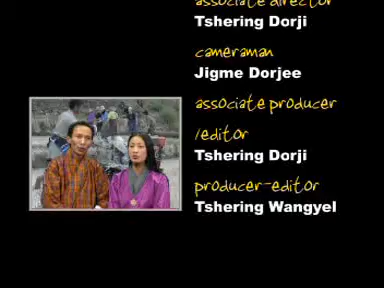 associate director
Tshering Dorji
cameraman
Jigme Dorjee
associate producer
/editor
Tshering Dorji
producer-editor
Tshering Wangyel